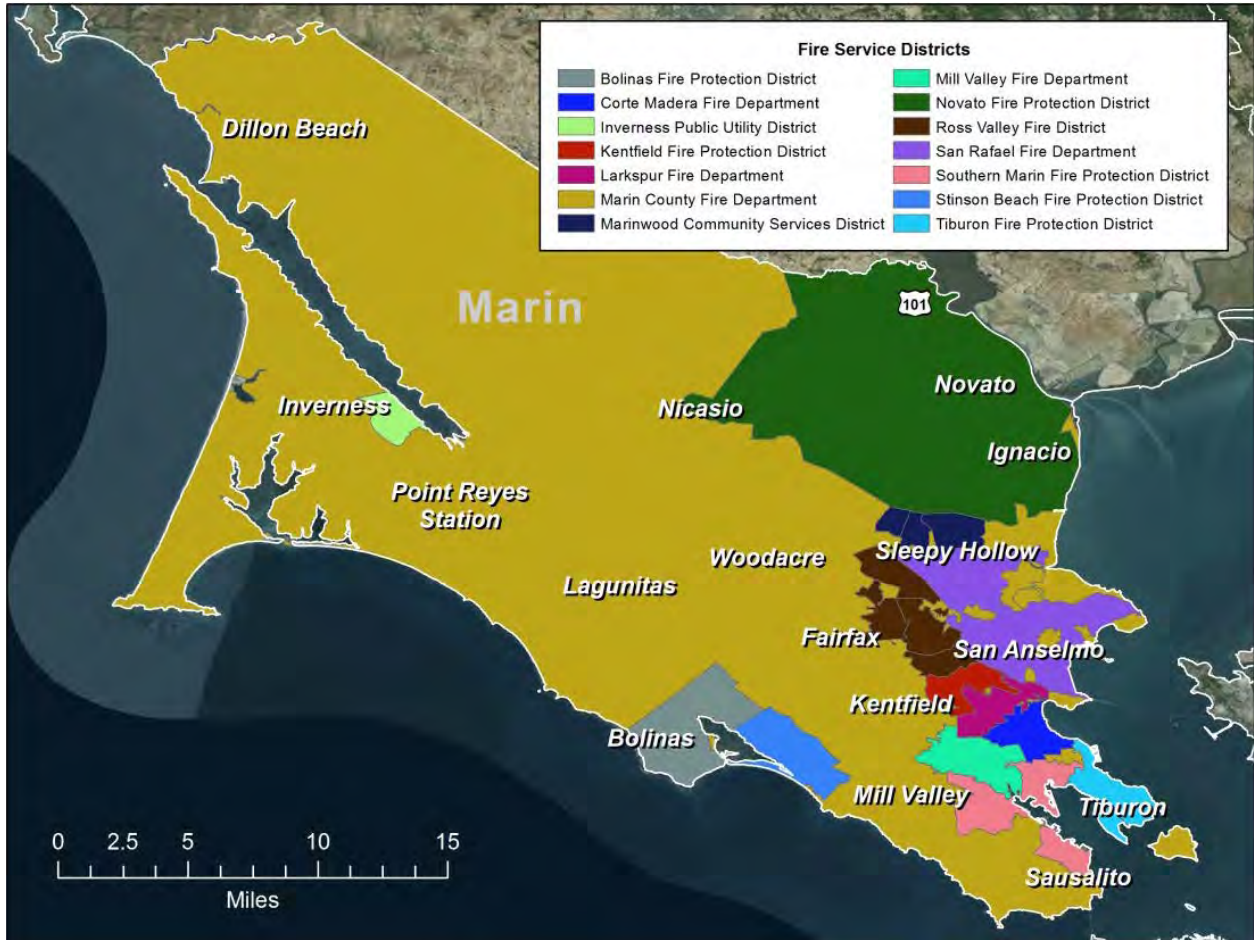 Fire Service Districts
Bolinas Fire Protection District
Corte Madera Fire Department
Inverness Public Utility District
Kentfield Fire Protection District
Larkspur Fire Department
Marin County Fire Department
Marinwood Community Services District
Mill Valley Fire Department
Novato Fire Protection District
Ross Valley Fire District
San Rafael Fire Department
Southern Marin Fire Protection District
Stinson Beach Fire Protection District
Tiburon Fire Protection District
Dillon Beach
Marin
101
Novato
Inverness
Nicasio
Ignacio
Point Reyes
Station
Woodacre
Sleepy Hollow
Lagunitas
Fairfax
San Anselmo
Kentfield
Bolinas
Mill Valley
Tiburon
Sausalito
0 2.5 5 10 15
Miles